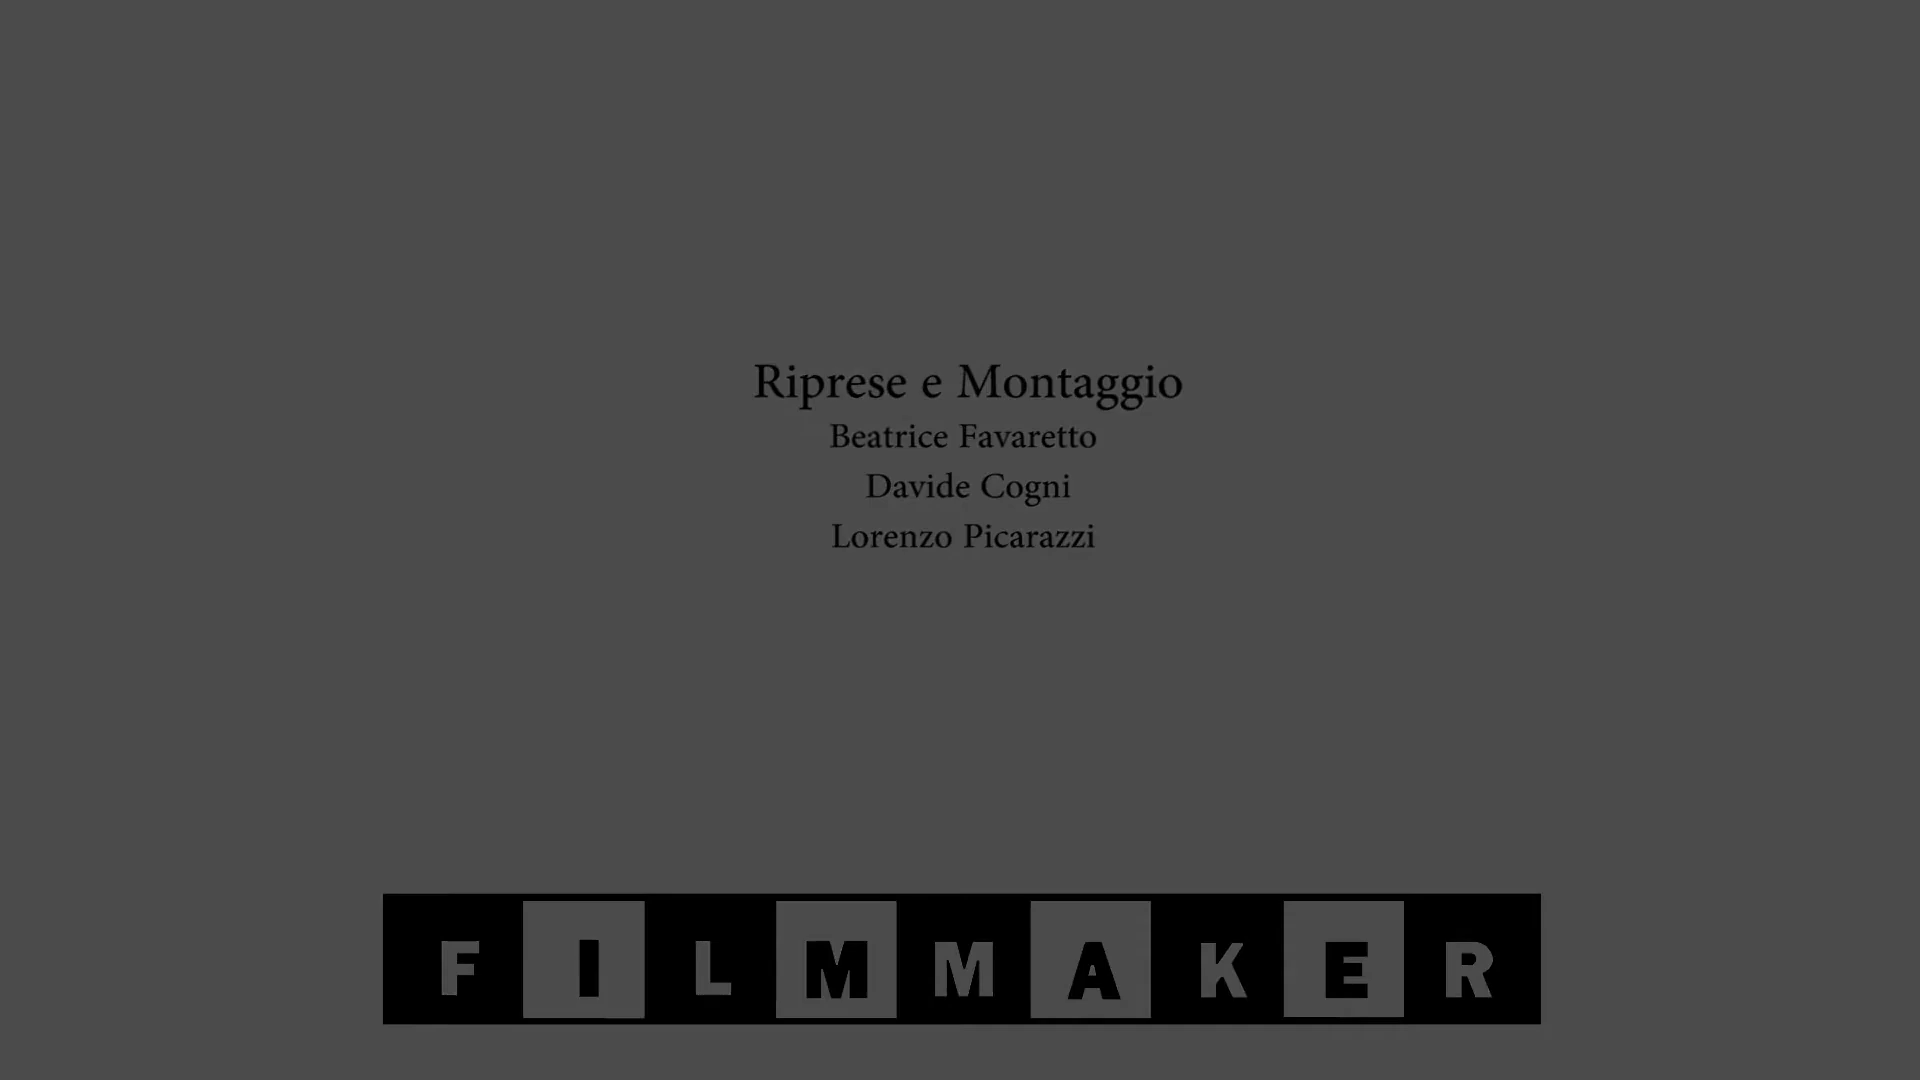 Riprese e Montaggio
Beatrice Favaretto
Davide Cogni
Lorenzo Picarazzi
FILMMAKER